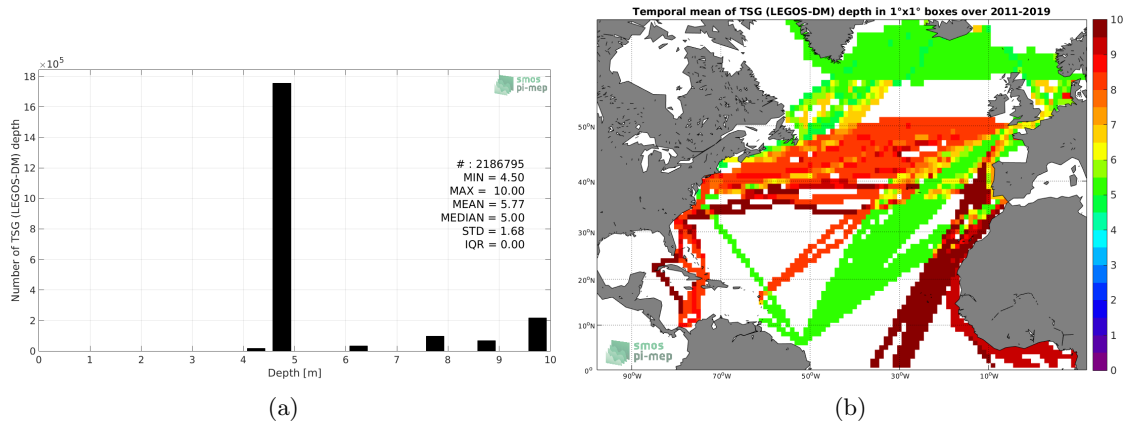 ×10⁵
18
16
14
12
10
8
6
4
2
0
Number of TSG (LEGOS-DM) depth
smos
pi-mep
# : 2186795
MIN = 4.50
MAX = 10.00
MEAN = 5.77
MEDIAN = 5.00
STD = 1.68
IQR = 0.00
0 1 2 3 4 5 6 7 8 9 10
Depth [m]
(a)
Temporal mean of TSG (LEGOS-DM) depth in 1°x1° boxes over 2011-2019
50°N
40°N
30°N
20°N
10°N
0°
90°W 70°W 50°W 30°W 10°W
smos
pi-mep
10
9
8
7
6
5
4
3
2
1
0
(b)